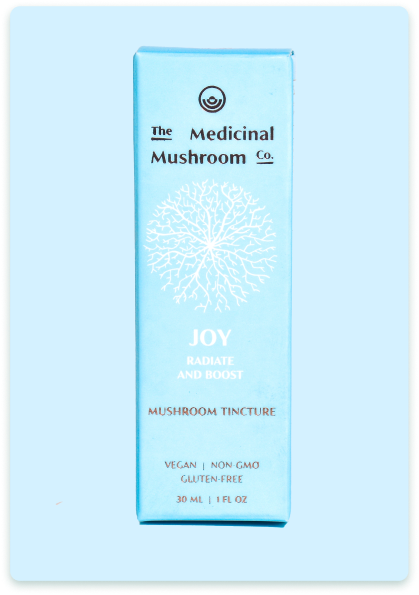 The Medicinal
Mushroom Co.
JOY
RADIATE
AND BOOST
MUSHROOM TINCTURE
VEGAN | NON-GMO
GLUTEN-FREE
30 ML | 1 FL OZ